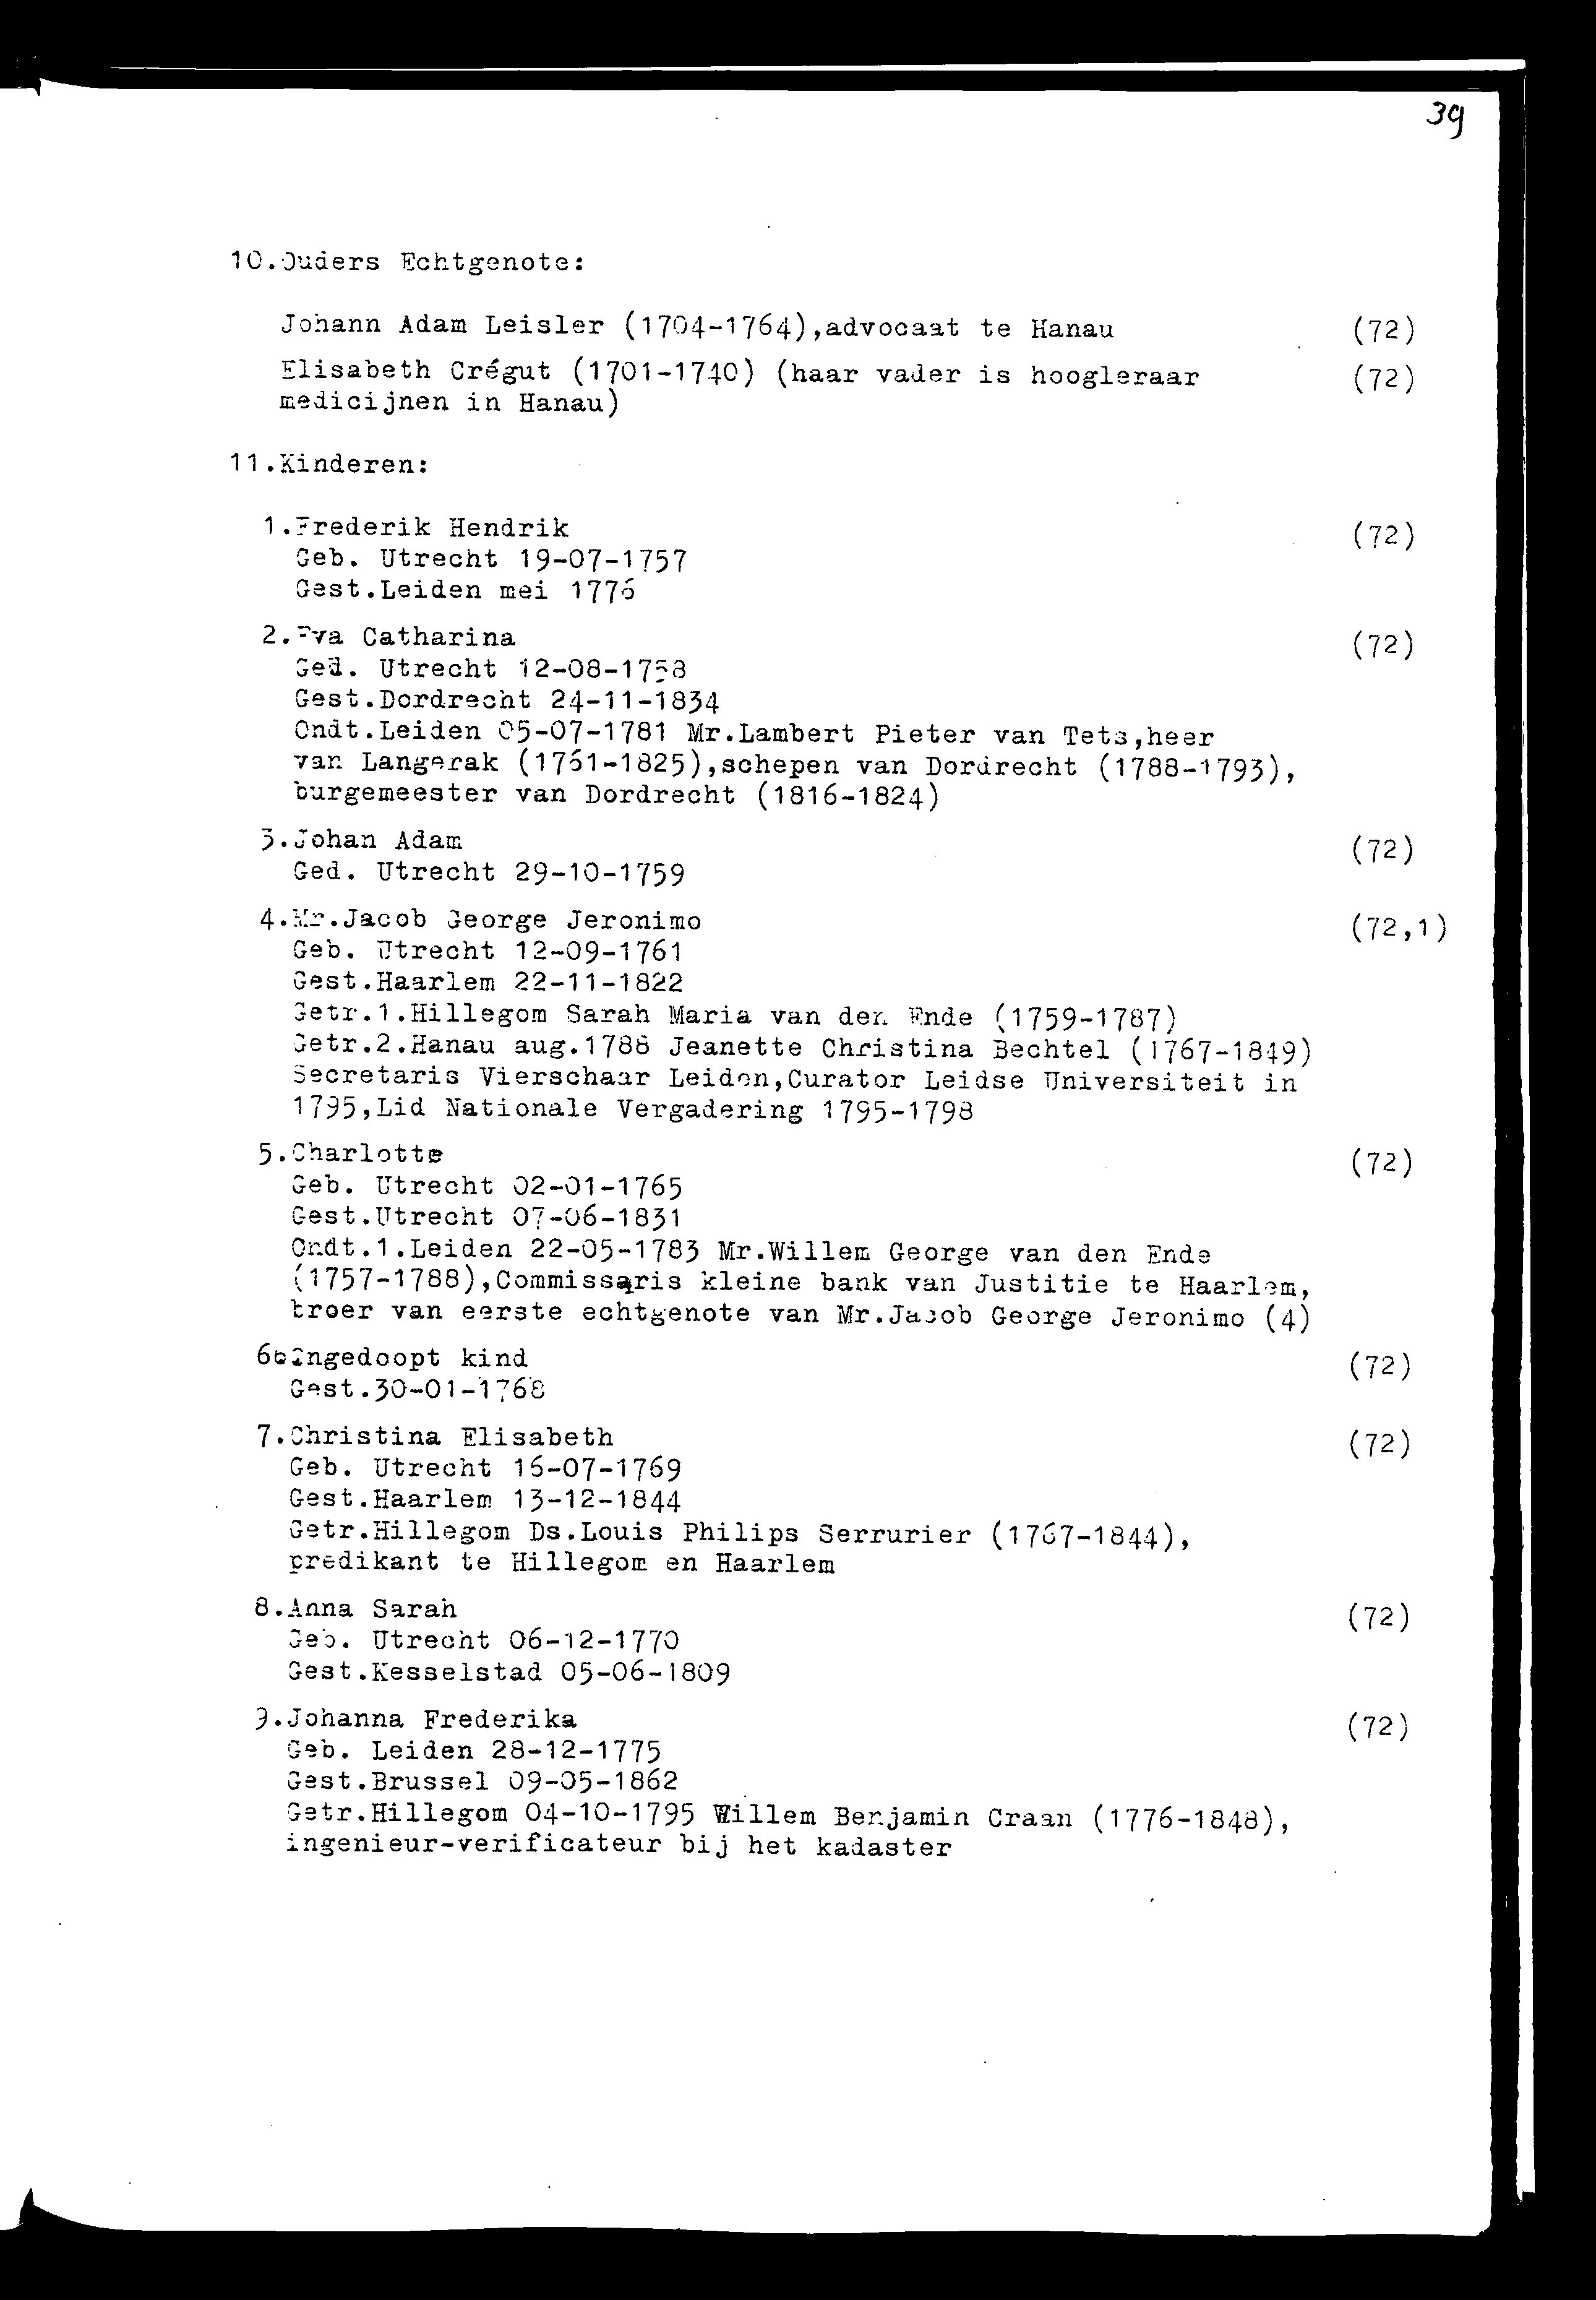 39
10.Ouders Echtgenote:
Johann Adam Leisler (1704-1764),advocaat te Hanau (72)
Elisabeth Crégut (1701-1740) (haar vader is hoogleraar (72)
medicijnen in Hanau)
11.Kinderen:
1.Frederik Hendrik (72)
Geb. Utrecht 19-07-1757
Gest.Leiden mei 1776
2.Eva Catharina (72)
Ged. Utrecht 12-08-1758
Gest.Dordrecht 24-11-1834
Ondt.Leiden 05-07-1781 Mr.Lambert Pieter van Tets,heer
van Langerak (1761-1825),schepen van Dordrecht (1788-1793),
burgemeester van Dordrecht (1816-1824)
3.Johan Adam (72)
Ged. Utrecht 29-10-1759
4.Mr.Jacob George Jeronimo (72,1)
Geb. Utrecht 12-09-1761
Gest.Haarlem 22-11-1822
Getr.1.Hillegom Sarah Maria van den Ende (1759-1787)
Getr.2.Hanau aug.1788 Jeanette Christina Bechtel (1767-1849)
Secretaris Vierschaar Leiden,Curator Leidse Universiteit in
1795,Lid Nationale Vergadering 1795-1798
5.Charlotte (72)
Geb. Utrecht 02-01-1765
Gest.Utrecht 07-06-1831
Ondt.1.Leiden 22-05-1783 Mr.Willem George van den Ende
(1757-1788),Commissaris kleine bank van Justitie te Haarlem,
broer van eerste echtgenote van Mr.Jacob George Jeronimo (4)
6. ongedoopt kind (72)
Gest.30-01-1768
7.Christina Elisabeth (72)
Geb. Utrecht 16-07-1769
Gest.Haarlem 13-12-1844
Getr.Hillegom Ds.Louis Philips Serrurier (1767-1844),
predikant te Hillegom en Haarlem
8.Anna Sarah (72)
Geb. Utrecht 06-12-1770
Gest.Kesselstad 05-06-1809
9.Johanna Frederika (72)
Geb. Leiden 28-12-1775
Gest.Brussel 09-05-1862
Getr.Hillegom 04-10-1795 Willem Benjamin Craan (1776-1848),
ingenieur-verificateur bij het kadaster